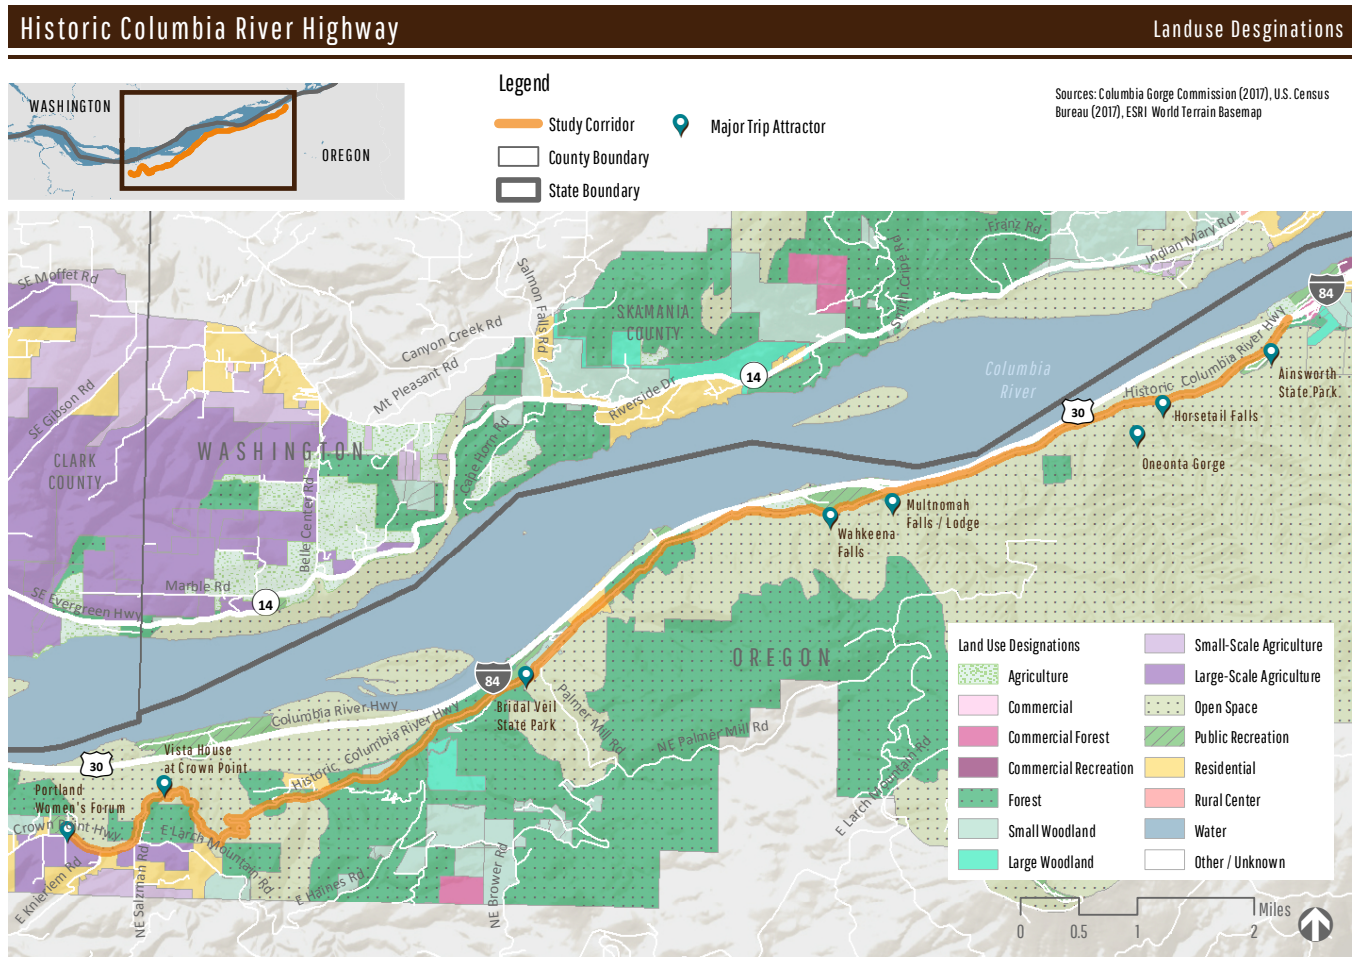 Historic Columbia River Highway
Landuse Desginations
WASHINGTON
OREGON
Legend
Study Corridor
Major Trip Attractor
County Boundary
State Boundary
Sources: Columbia Gorge Commission (2017), U.S. Census
Bureau (2017), ESRI World Terrain Basemap
SE Moffet Rd
Salmon Falls Rd
Canyon Creek Rd
Mt Pleasant Rd
SKAMANIA
COUNTY
Smith Cripe Rd
Franz Rd
Indian Mary Rd
84
14
Riverside Dr
Columbia
River
Historic Columbia River Hwy
Ainsworth
State Park
30
Horsetail Falls
Oneonta Gorge
SE Gibson Rd
WASHINGTON
CLARK
COUNTY
Cape Horn Rd
Belle Center Rd
Multnomah
Falls / Lodge
Wahkeena
Falls
Marble Rd
SE Evergreen Hwy
14
OREGON
84
Bridal Veil
State Park
Palmer Mill Rd
NE Palmer Mill Rd
E Larch Mountain Rd
Columbia River Hwy
Historic Columbia River Hwy
Vista House
at Crown Point
30
Portland
Women's Forum
Crown Point Hwy
E Larch Mountain Rd
E Knieriem Rd
NE Salzman Rd
E Haines Rd
NE Brower Rd
Land Use Designations
Agriculture
Commercial
Commercial Forest
Commercial Recreation
Forest
Small Woodland
Large Woodland
Small-Scale Agriculture
Large-Scale Agriculture
Open Space
Public Recreation
Residential
Rural Center
Water
Other / Unknown
Miles
0 0.5 1 2